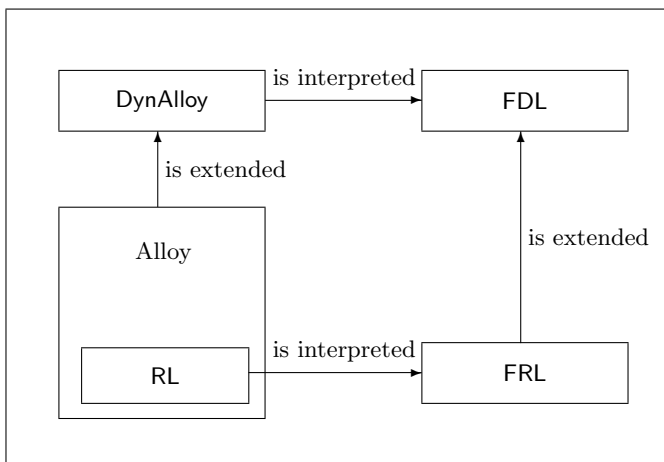 is interpreted
DynAlloy
FDL
is extended
is extended
Alloy
is interpreted
RL
FRL